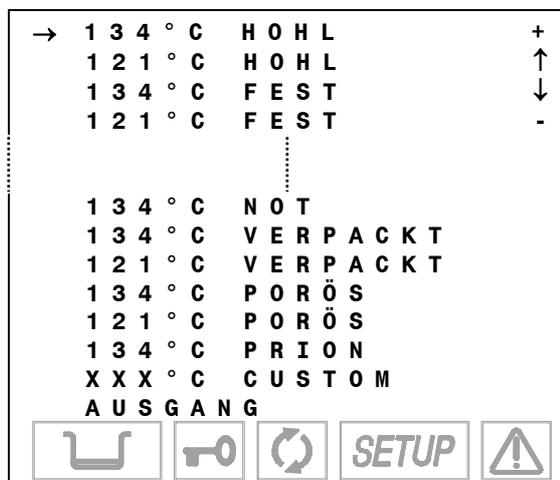 → 134°C HOHL +
121°C HOHL ↑
134°C FEST ↓
121°C FEST -
134°C NOT
134°C VERPACKT
121°C VERPACKT
134°C PORÖS
121°C PORÖS
134°C PRION
XXX°C CUSTOM
AUSGANG
SETUP